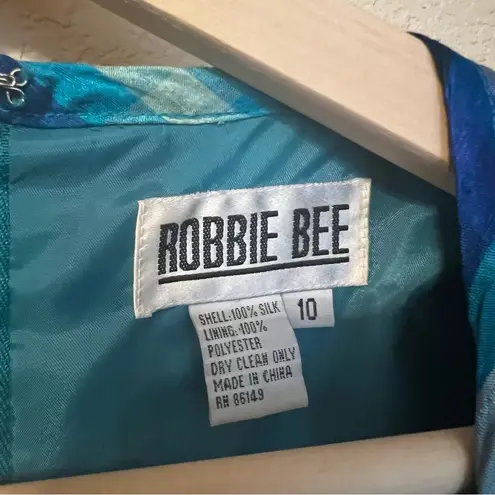 ROBBIE BEE
10
SHELL:100% SILK
LINING:100%
POLYESTER
DRY CLEAN ONLY
MADE IN CHINA
RN 86149